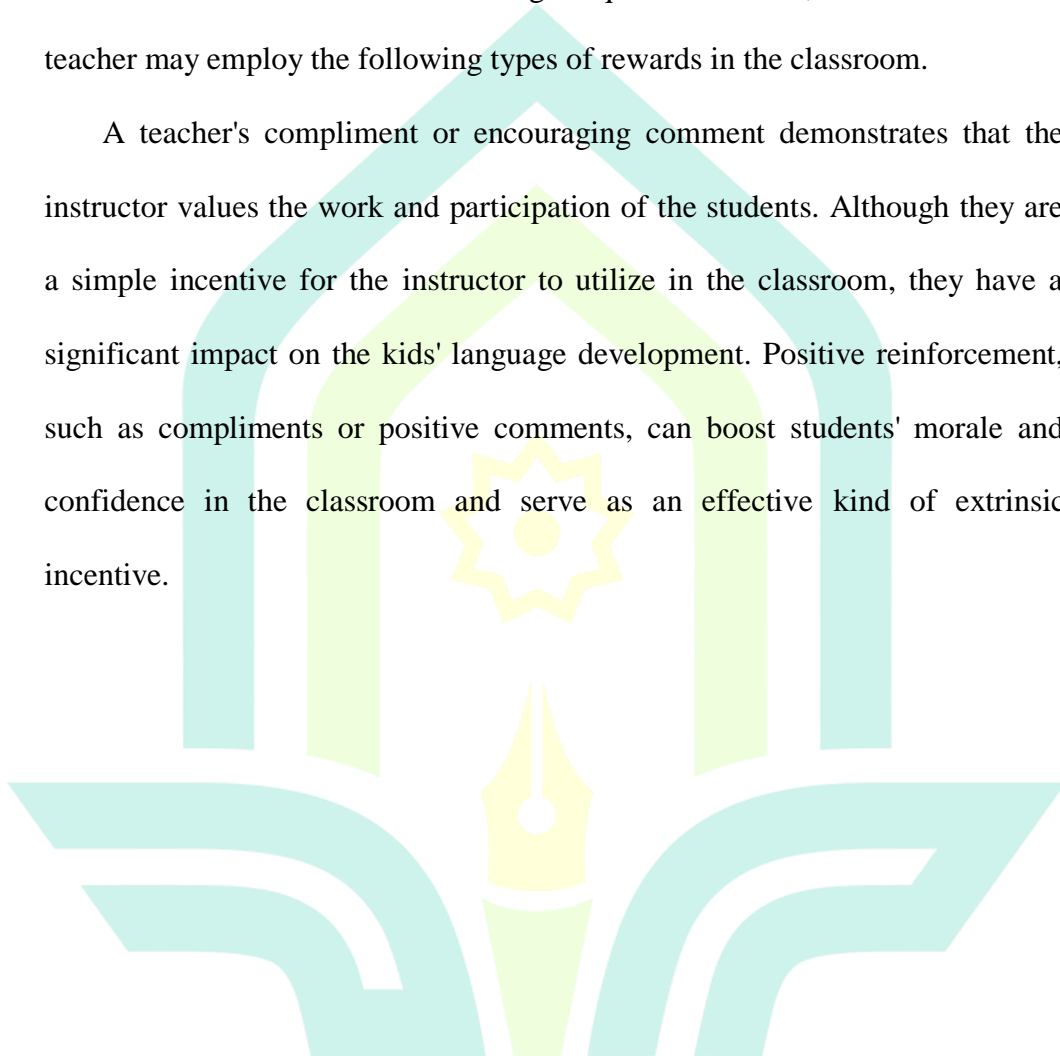 teacher may employ the following types of rewards in the classroom.
A teacher's compliment or encouraging comment demonstrates that the
instructor values the work and participation of the students. Although they are
a simple incentive for the instructor to utilize in the classroom, they have a
significant impact on the kids' language development. Positive reinforcement,
such as compliments or positive comments, can boost students' morale and
confidence in the classroom and serve as an effective kind of extrinsic
incentive.